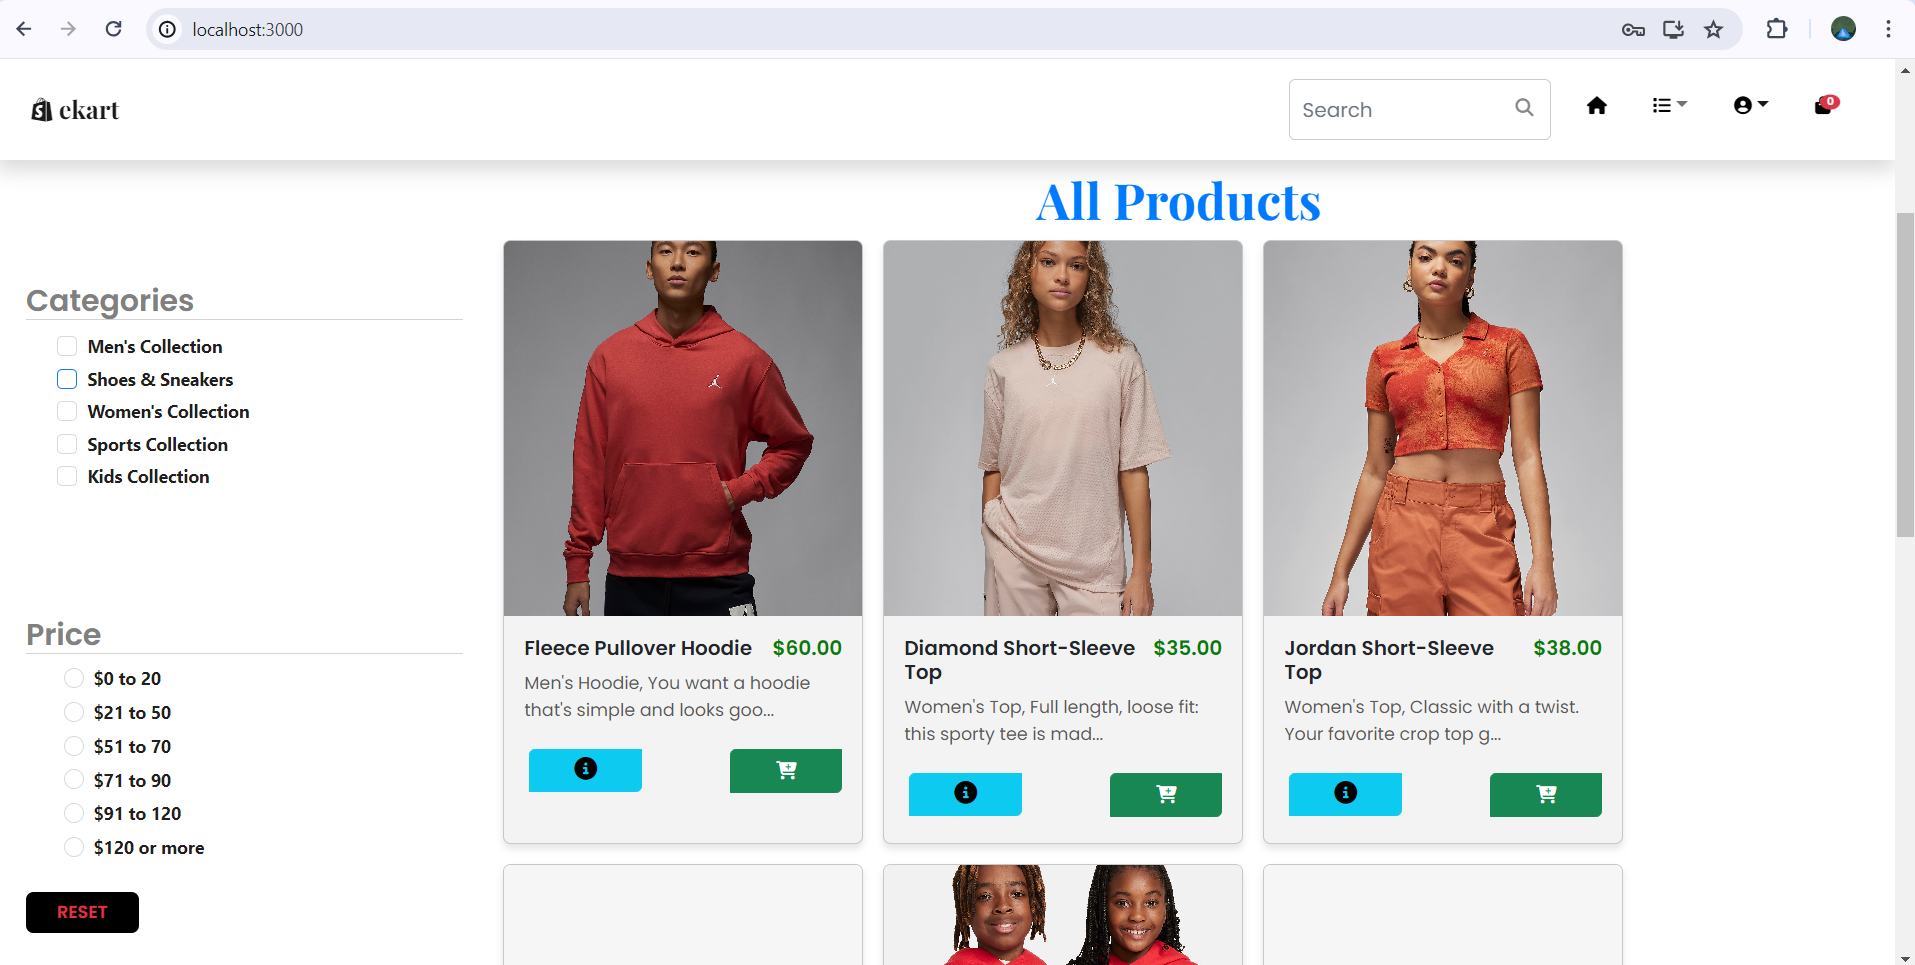 localhost:3000
ekart
Search
0
All Products
Categories
Men's Collection
Shoes & Sneakers
Women's Collection
Sports Collection
Kids Collection
Price
$0 to 20
$21 to 50
$51 to 70
$71 to 90
$91 to 120
$120 or more
RESET
Fleece Pullover Hoodie $60.00
Men's Hoodie, You want a hoodie
that's simple and looks goo...
Diamond Short-Sleeve $35.00
Top
Women's Top, Full length, loose fit:
this sporty tee is mad...
Jordan Short-Sleeve $38.00
Top
Women's Top, Classic with a twist.
Your favorite crop top g...